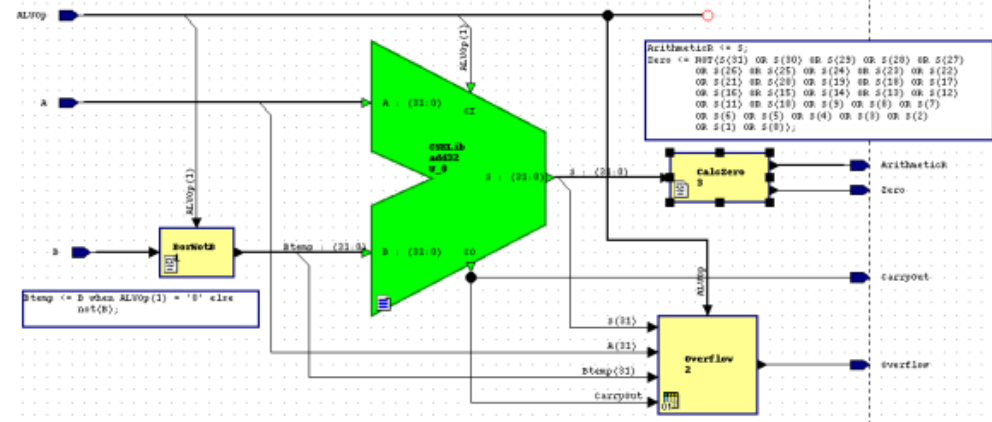 ALUOp
ALUOp(1)
ArithmeticR <= S;
Zero <= NOT(S(31) OR S(30) OR S(29) OR S(28) OR S(27)
OR S(26) OR S(25) OR S(24) OR S(23) OR S(22)
OR S(21) OR S(20) OR S(19) OR S(18) OR S(17)
OR S(16) OR S(15) OR S(14) OR S(13) OR S(12)
OR S(11) OR S(10) OR S(9) OR S(8) OR S(7)
OR S(6) OR S(5) OR S(4) OR S(3) OR S(2)
OR S(1) OR S(0));
A
A : (31:0)
CI
CSELib
add32
U_0
S : (31:0)
S : (31:0)
CalcZero
3
ArithmeticR
Zero
ALUOp(1)
B
BorNotB
1
Btemp : (31:0)
B : (31:0)
CO
ALUOp
CarryOut
Btemp <= B when ALUOp(1) = '0' else
not(B);
S(31)
A(31)
Btemp(31)
CarryOut
Overflow
2
01
Overflow